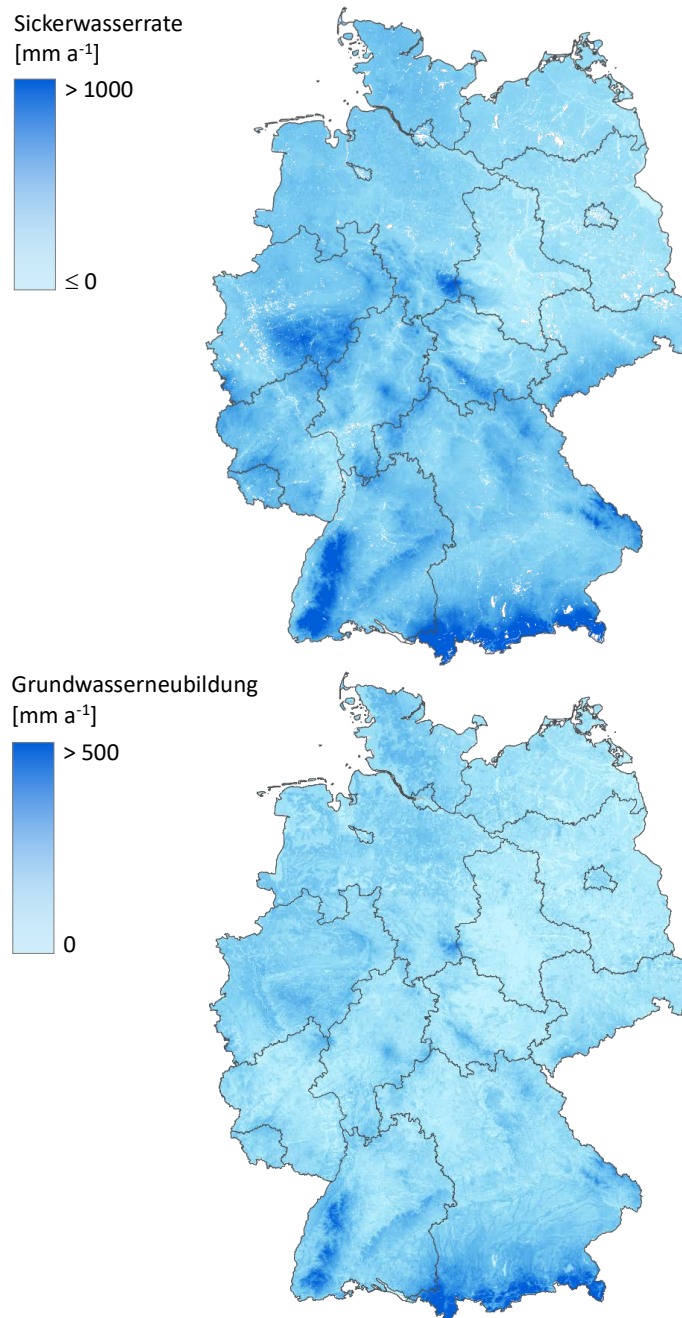 Sickerwasserrate
[mm a⁻¹]
> 1000
≤ 0
Grundwasserneubildung
[mm a⁻¹]
> 500
0